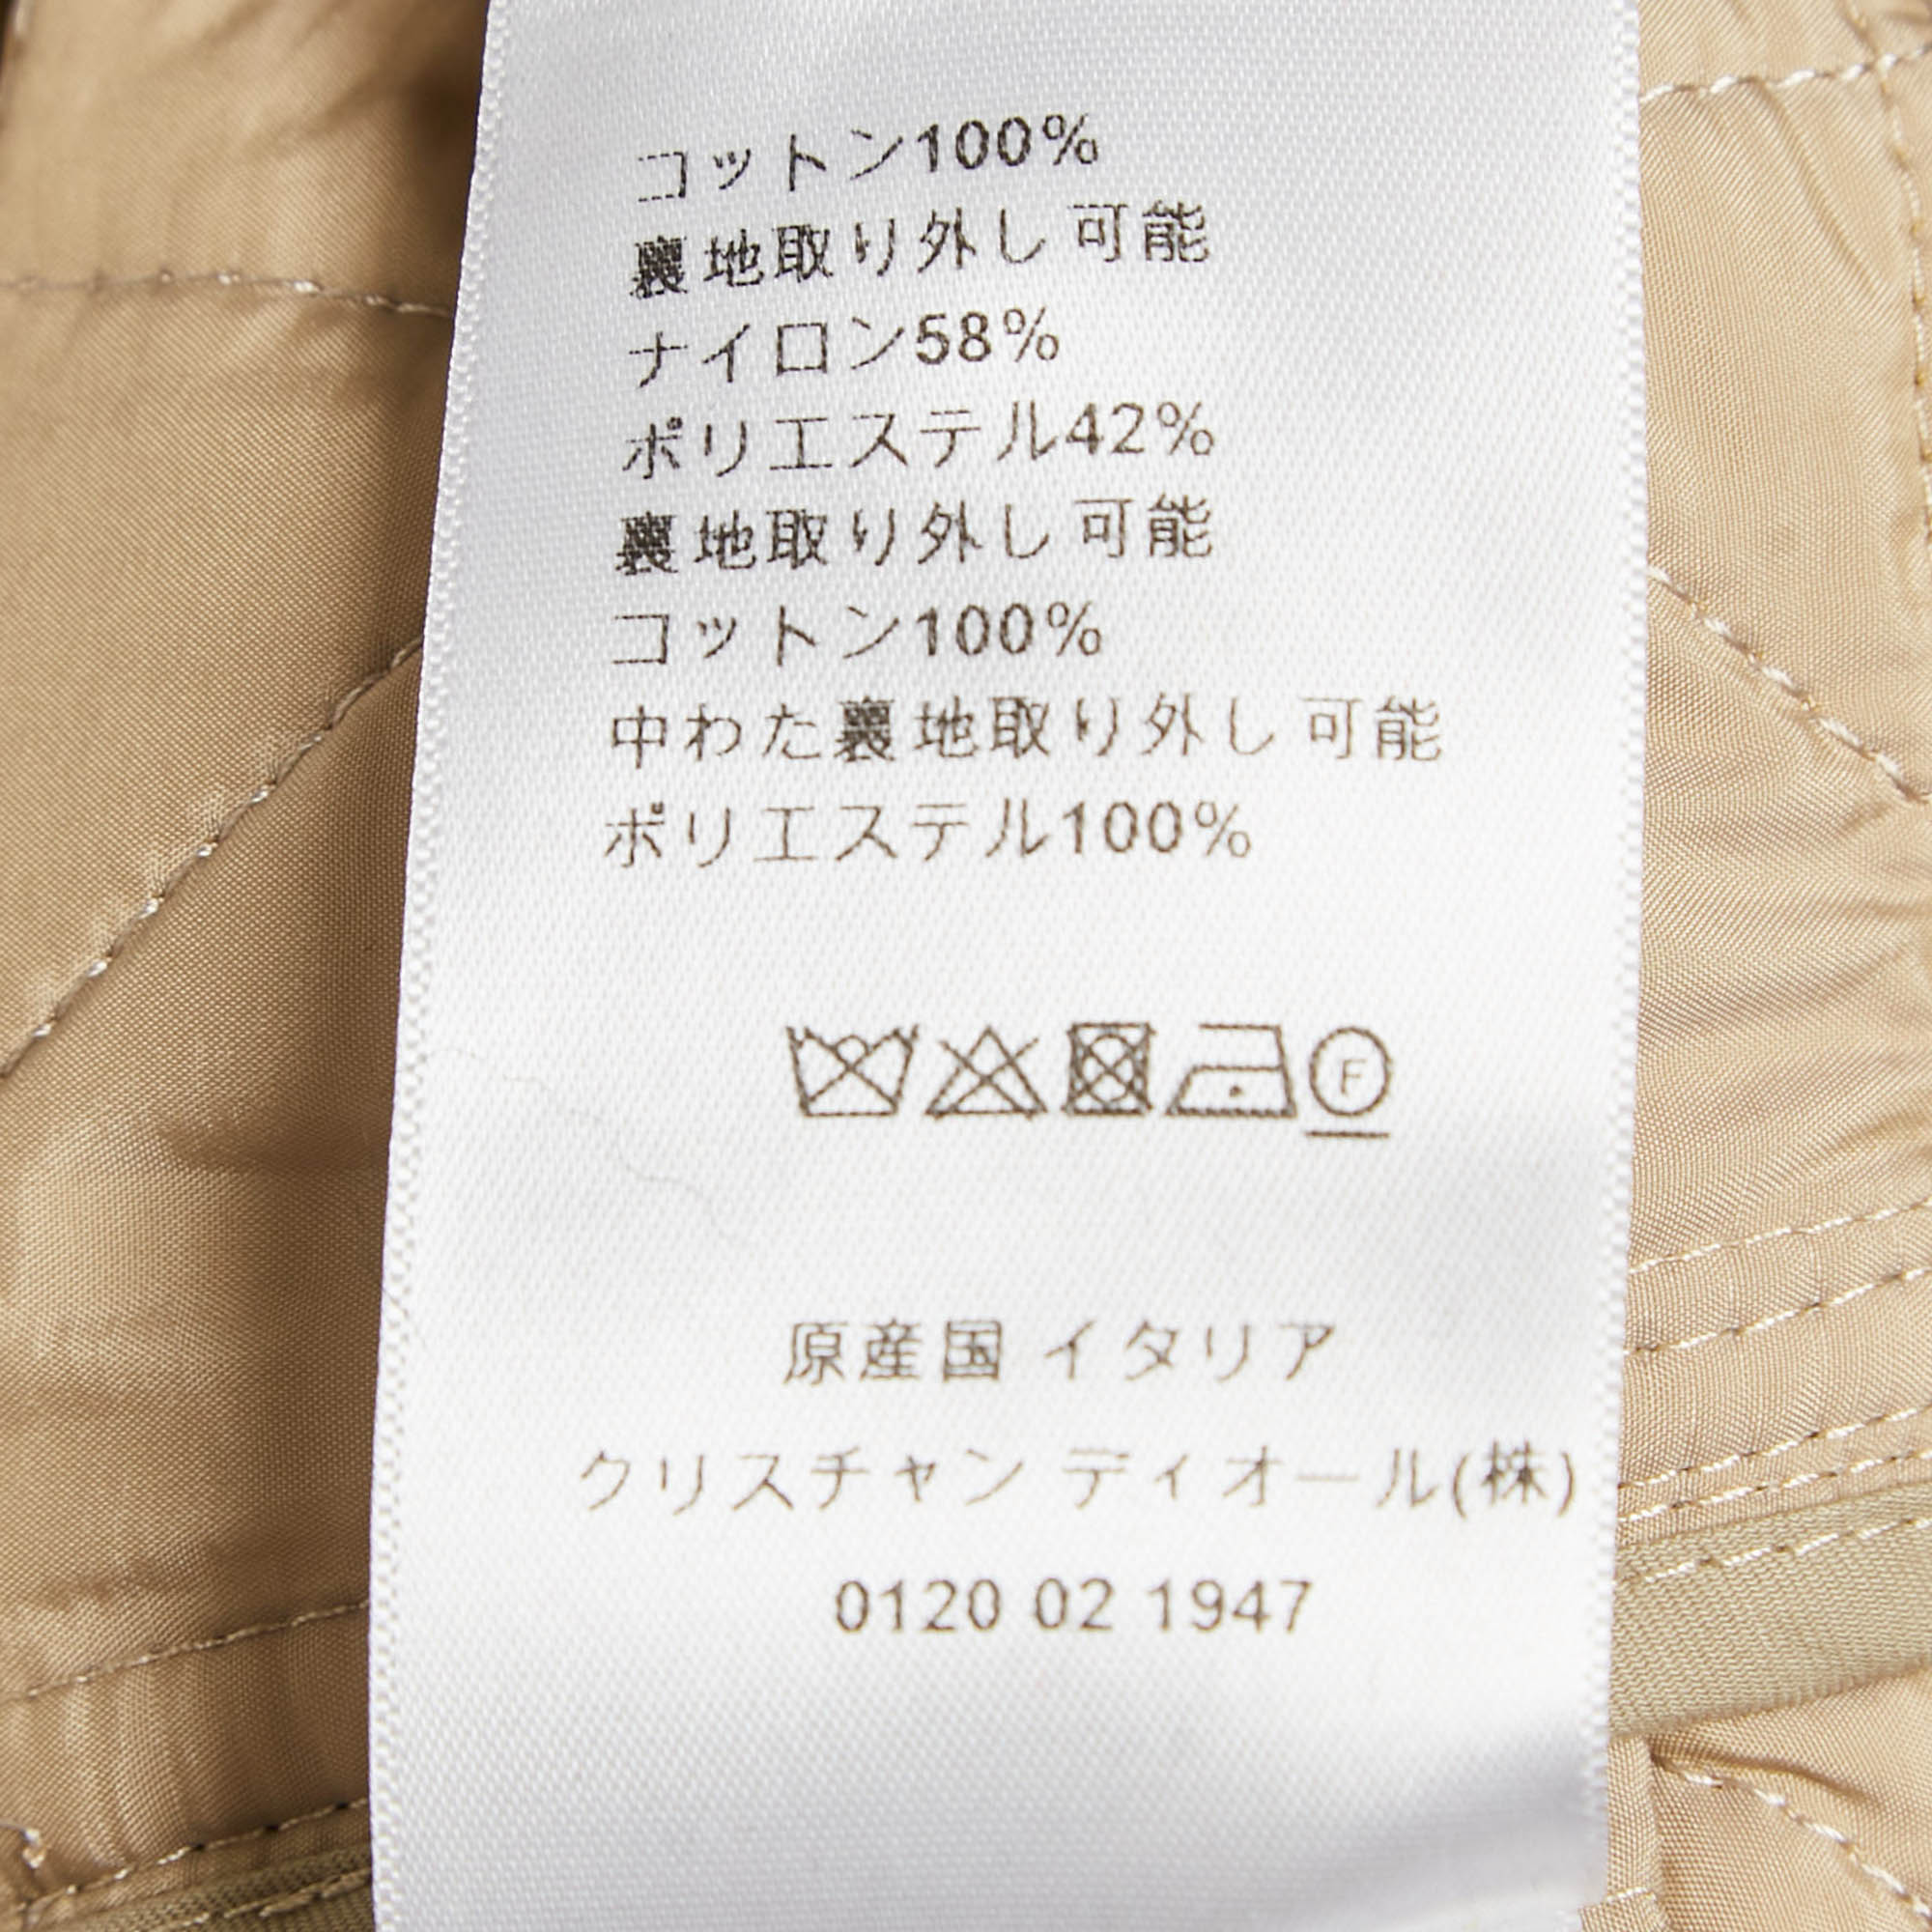 コットン100%
裏地取り外し可能
ナイロン58%
ポリエステル42%
裏地取り外し可能
コットン100%
中わた裏地取り外し可能
ポリエステル100%
F
原産国 イタリア
クリスチャン ディオール(株)
0120 02 1947